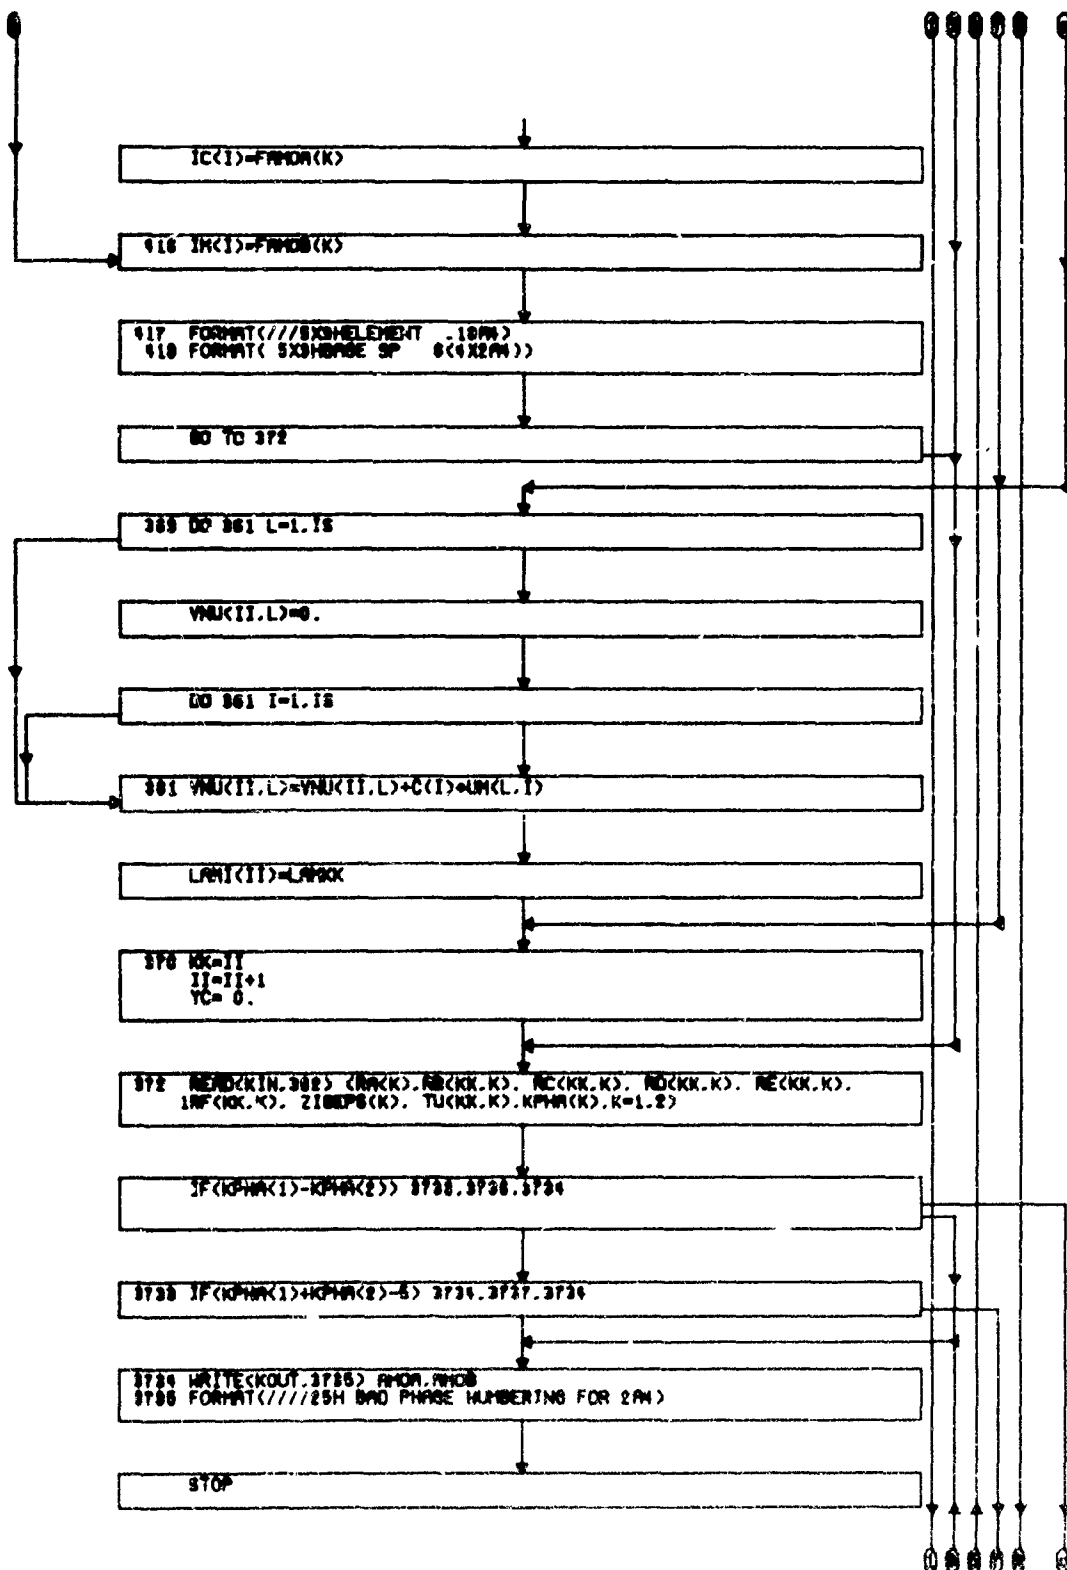 IC(I)=FAMOA(K)
416 IM(I)=FAMOB(K)
417 FORMAT(///5X9HELEMENT ,10A4)
418 FORMAT( 5X9HBASE SP 6(4X2A4))
GO TO 372
369 DO 361 L=1,IS
VNU(II,L)=0.
DO 361 I=1,IS
361 VNU(II,L)=VNU(II,L)+C(I)*UM(L,I)
LAMI(II)=LAMKK
370 KK=II
II=II+1
YC= 0.
372 READ(KIN,382) (RA(K),RB(KK,K), RC(KK,K), RD(KK,K), RE(KK,K),
1RF(KK,K), TU(KK,K),KPHA(K),K=1,2)
IF(KPHA(1)-KPHA(2)) 3733,3736,3734
3733 IF(KPHA(1)+KPHA(2)-5) 3734,3737,3734
3734 WRITE(KOUT,3735) AMOA,AMOB
3735 FORMAT(////25H BAD PHASE NUMBERING FOR 2A4)
STOP